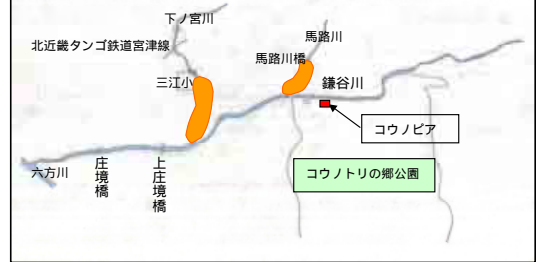 下ノ宮川
北近畿タンゴ鉄道宮津線
馬路川
馬路川橋
三江小
鎌谷川
コウノピア
コウノトリの郷公園
六方川
庄境橋
上庄境橋